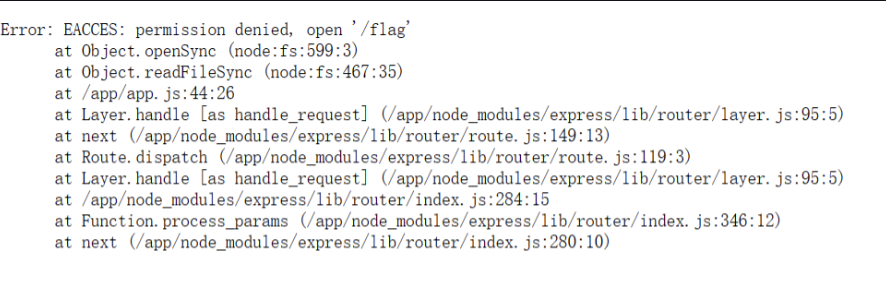 Error: EACCES: permission denied, open '/flag'
at Object.openSync (node:fs:599:3)
at Object.readFileSync (node:fs:467:35)
at /app/app.js:44:26
at Layer.handle [as handle_request] (/app/node_modules/express/lib/router/layer.js:95:5)
at next (/app/node_modules/express/lib/router/route.js:149:13)
at Route.dispatch (/app/node_modules/express/lib/router/route.js:119:3)
at Layer.handle [as handle_request] (/app/node_modules/express/lib/router/layer.js:95:5)
at /app/node_modules/express/lib/router/index.js:284:15
at Function.process_params (/app/node_modules/express/lib/router/index.js:346:12)
at next (/app/node_modules/express/lib/router/index.js:280:10)